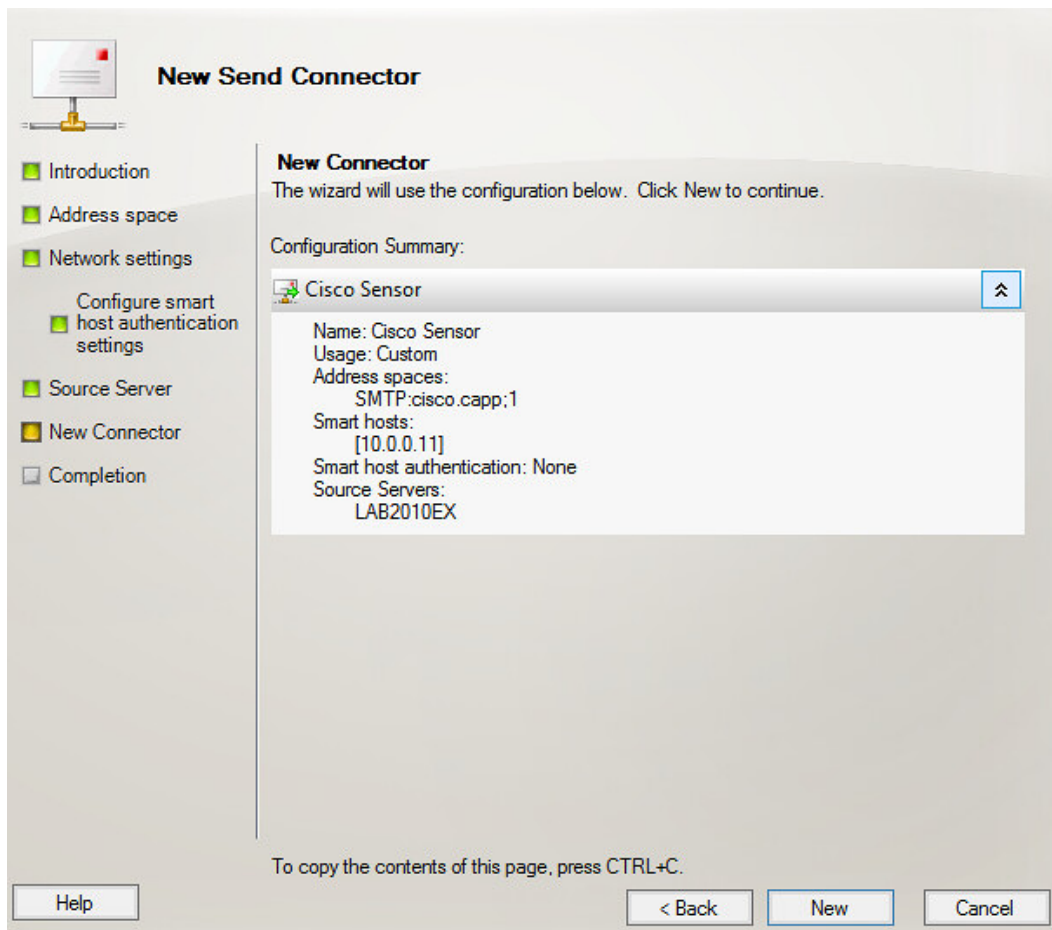 New Send Connector
Introduction
Address space
Network settings
Configure smart
host authentication
settings
Source Server
New Connector
Completion
New Connector
The wizard will use the configuration below. Click New to continue.
Configuration Summary:
Cisco Sensor
Name: Cisco Sensor
Usage: Custom
Address spaces:
SMTP:cisco.capp;1
Smart hosts:
[10.0.0.11]
Smart host authentication: None
Source Servers:
LAB2010EX
To copy the contents of this page, press CTRL+C.
Help
< Back
New
Cancel